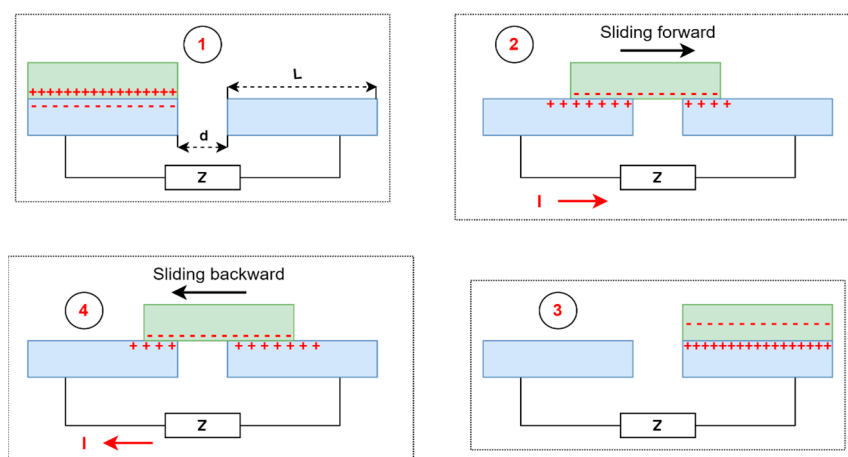 1
+++++++++++++++++
- - - - - - - - - - - - - -
L
d
Z
2
Sliding forward
- - - - - - - - - - - - - -
+ + + + + + +
+ + + +
Z
I
Sliding backward
4
- - - - - - - - - - - - - -
+ + + +
+ + + + + + +
Z
I
3
- - - - - - - - - - - - - -
+++++++++++++++++
Z